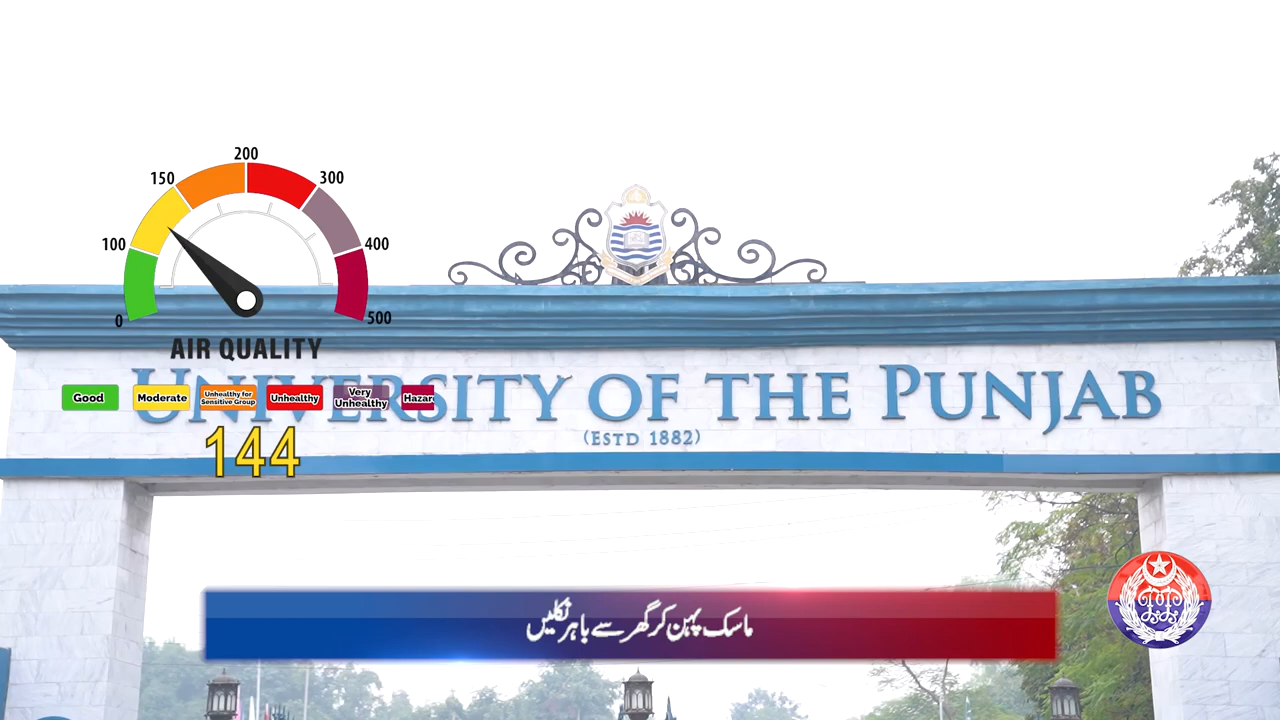 200
150
300
100
400
0
500
AIR QUALITY
Good
Moderate
Unhealthy for
Sensitive Group
Unhealthy
Very
Unhealthy
Hazar
UNIVERSITY OF THE PUNJAB
(ESTD 1882)
144
ماسک پہن کر گھر سے باہر نکلیں